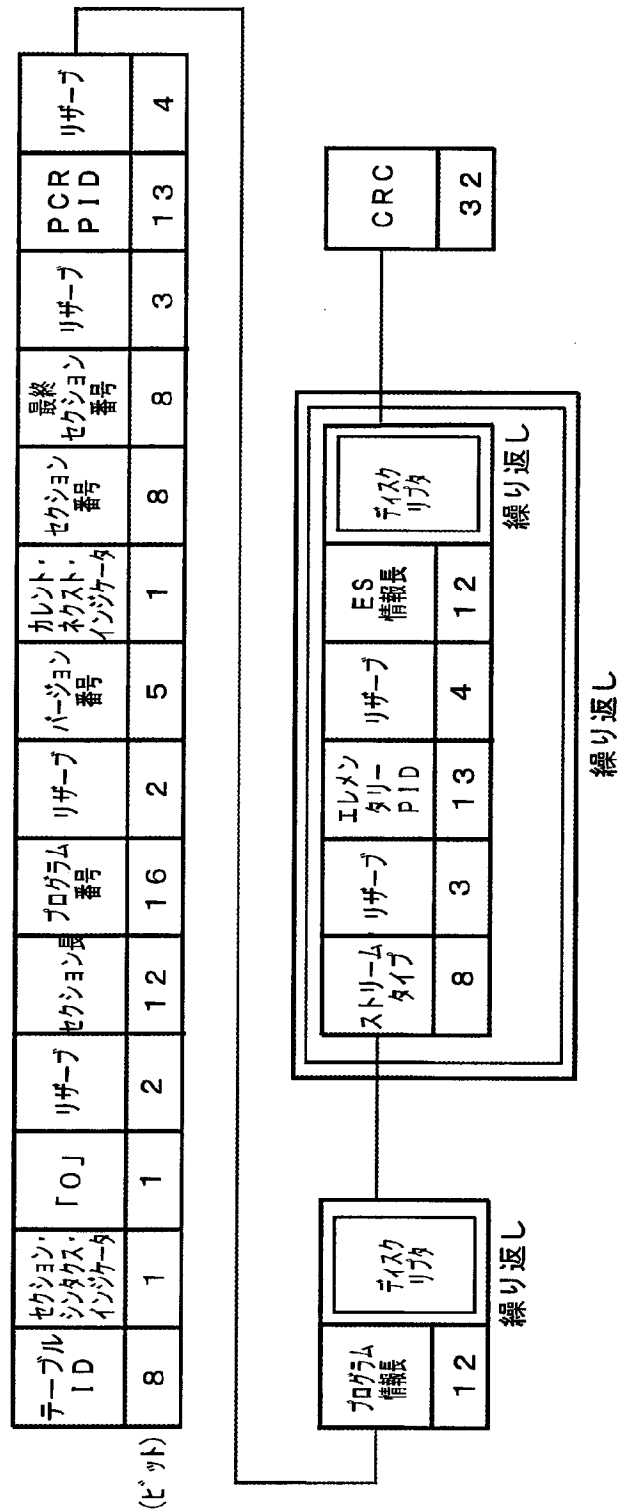 テーブル
ID
8
セクション・
シンタクス・
インジケータ
1
「0」
1
リザーブ
2
セクション長
12
プログラム
番号
16
リザーブ
2
バージョン
番号
5
カレント・
ネクスト・
インジケータ
1
セクション
番号
8
最終
セクション
番号
8
リザーブ
3
PCR
PID
13
リザーブ
4
(ビット)
プログラム
情報長
12
ディスク
リプタ
繰り返し
ストリーム
タイプ
8
リザーブ
3
エレメン
タリー
PID
13
リザーブ
4
ES
情報長
12
ディスク
リプタ
繰り返し
繰り返し
CRC
32